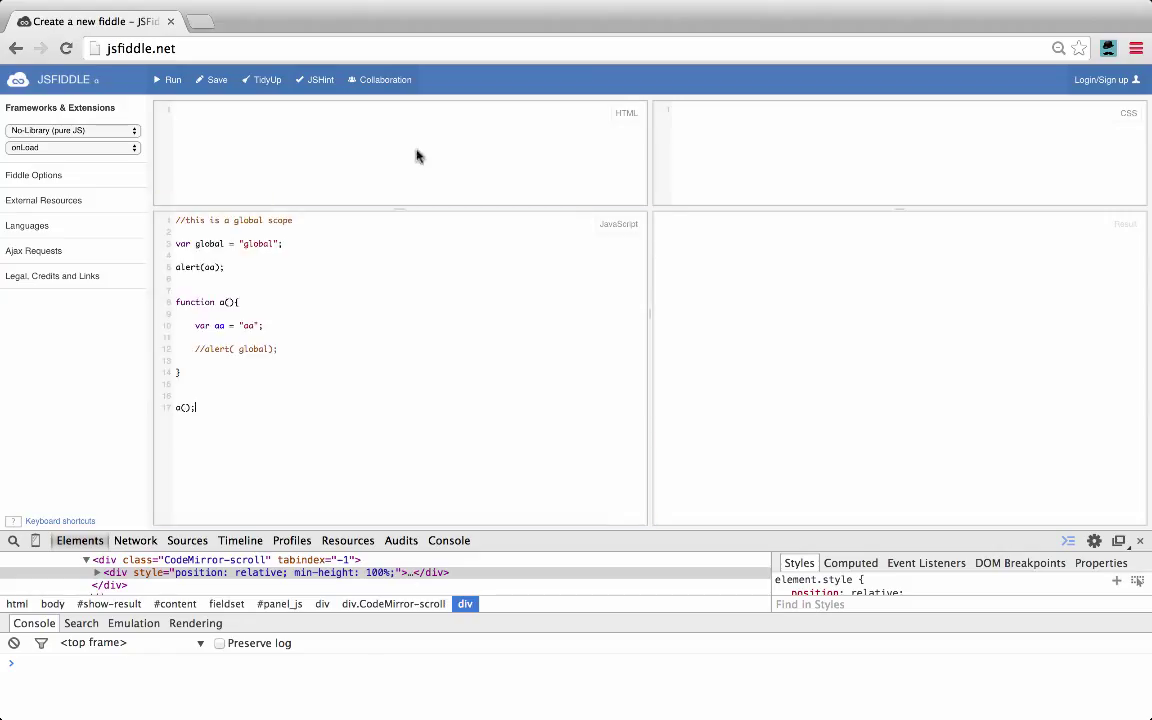 Create a new fiddle – JSFid
jsfiddle.net
JSFIDDLE α
Run
Save
TidyUp
JSHint
Collaboration
Login/Sign up
Frameworks & Extensions
No-Library (pure JS)
onLoad
Fiddle Options
External Resources
Languages
Ajax Requests
Legal, Credits and Links
? Keyboard shortcuts
1
HTML
1
CSS
JavaScript
1 //this is a global scope
2
3 var global = "global";
4
5 alert(aa);
6
7
8 function a(){
9
10 var aa = "aa";
11
12 //alert( global);
13
14 }
15
16
17 a();
Result
Elements Network Sources Timeline Profiles Resources Audits Console
▼<div class="CodeMirror-scroll" tabindex="-1">
▶<div style="position: relative; min-height: 100%;">…</div>
</div>
html body #show-result #content fieldset #panel_js div div.CodeMirror-scroll div
Styles Computed Event Listeners DOM Breakpoints Properties
element.style {
position: relative;
Find in Styles
Console Search Emulation Rendering
<top frame> ▼ Preserve log
>